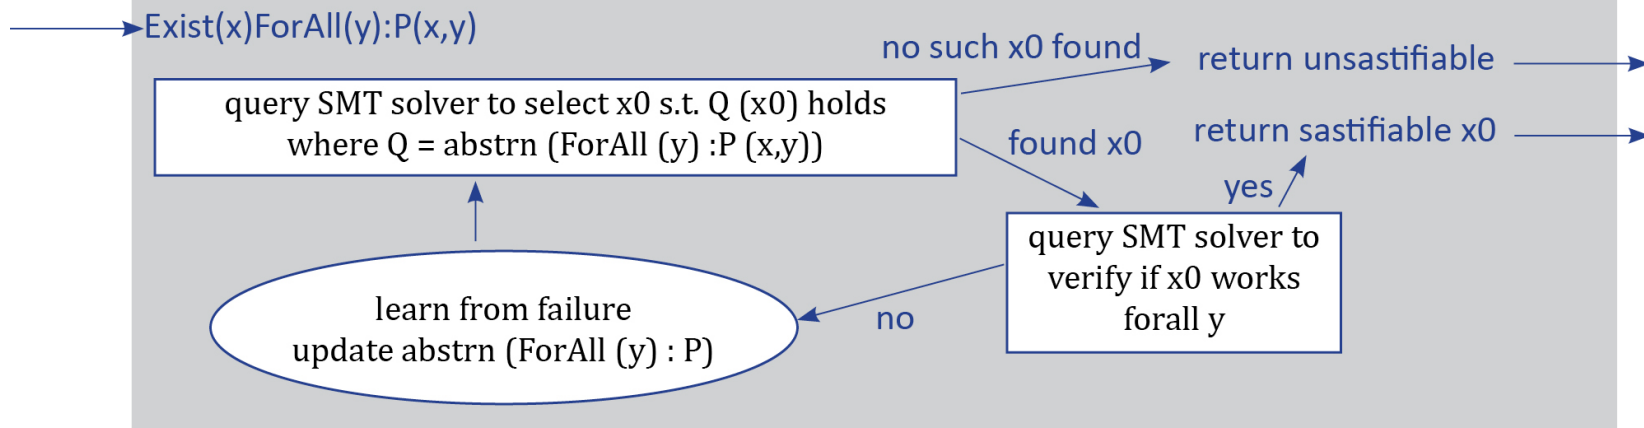 Exist(x)ForAll(y):P(x,y)
no such x0 found
return unsastifiable
query SMT solver to select x0 s.t. Q (x0) holds
where Q = abstrn (ForAll (y) :P (x,y))
found x0
return sastifiable x0
yes
query SMT solver to
verify if x0 works
forall y
no
learn from failure
update abstrn (ForAll (y) : P)